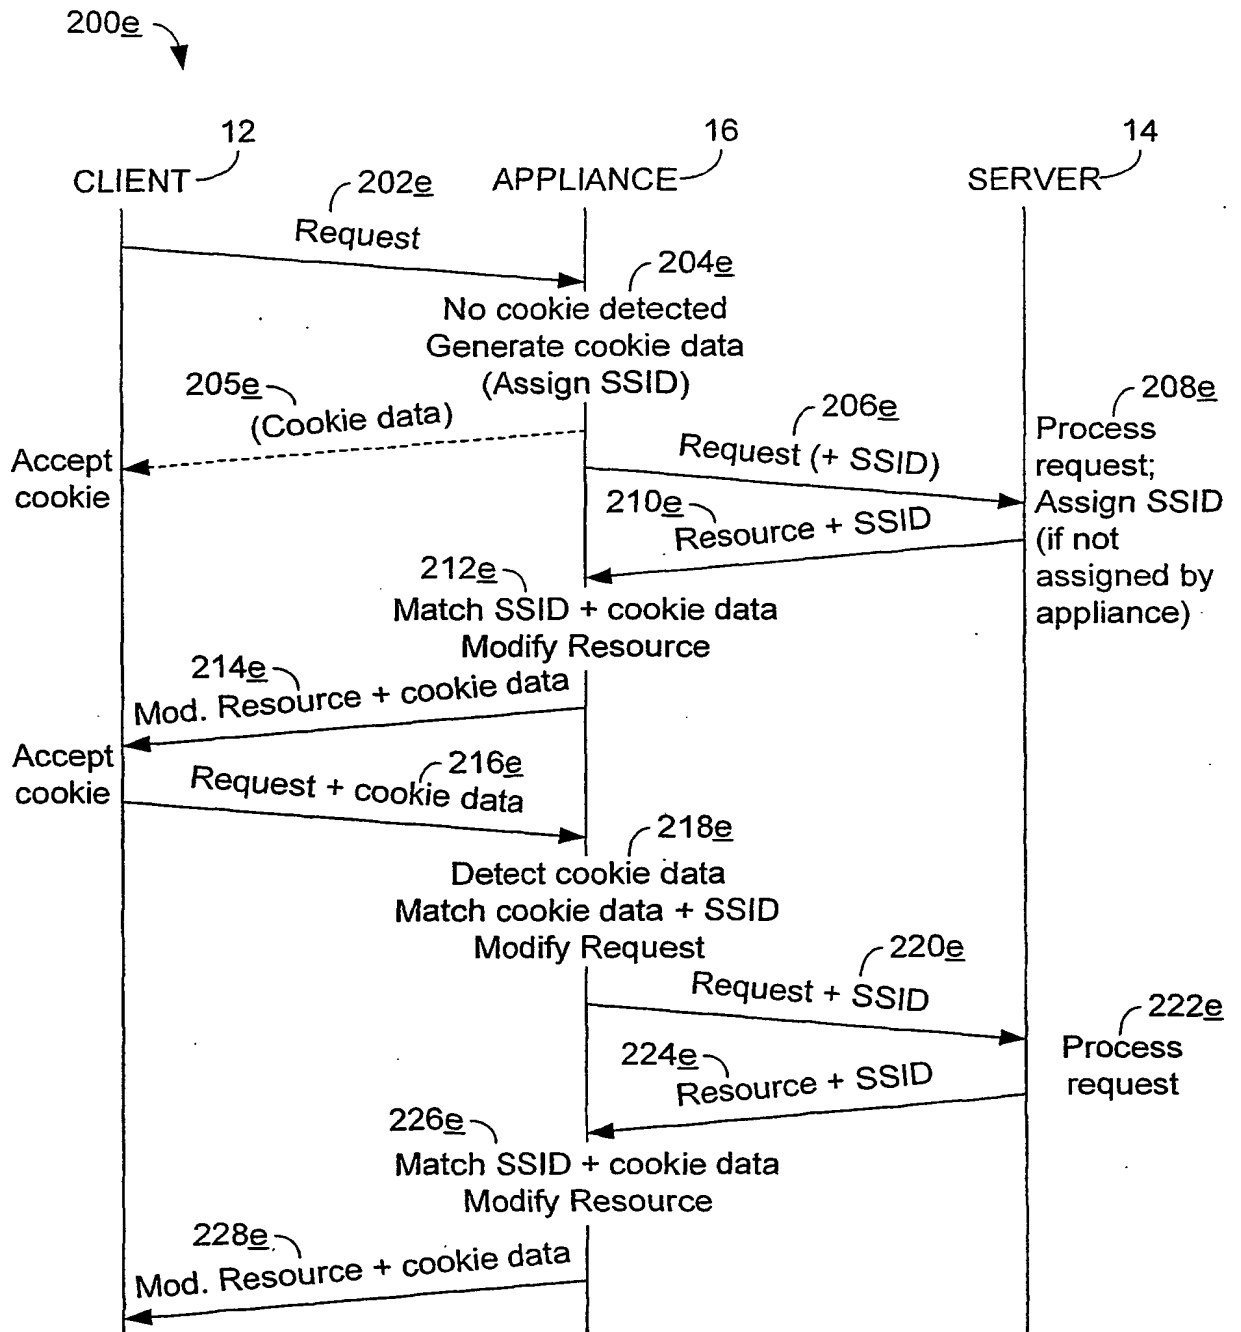 200e
12
16
14
CLIENT
APPLIANCE
SERVER
202e
Request
204e
No cookie detected
Generate cookie data
(Assign SSID)
205e
(Cookie data)
Accept
cookie
206e
Request (+ SSID)
208e
Process
request;
Assign SSID
(if not
assigned by
appliance)
210e
Resource + SSID
212e
Match SSID + cookie data
Modify Resource
214e
Mod. Resource + cookie data
Accept
cookie
216e
Request + cookie data
218e
Detect cookie data
Match cookie data + SSID
Modify Request
220e
Request + SSID
222e
Process
request
224e
Resource + SSID
226e
Match SSID + cookie data
Modify Resource
228e
Mod. Resource + cookie data